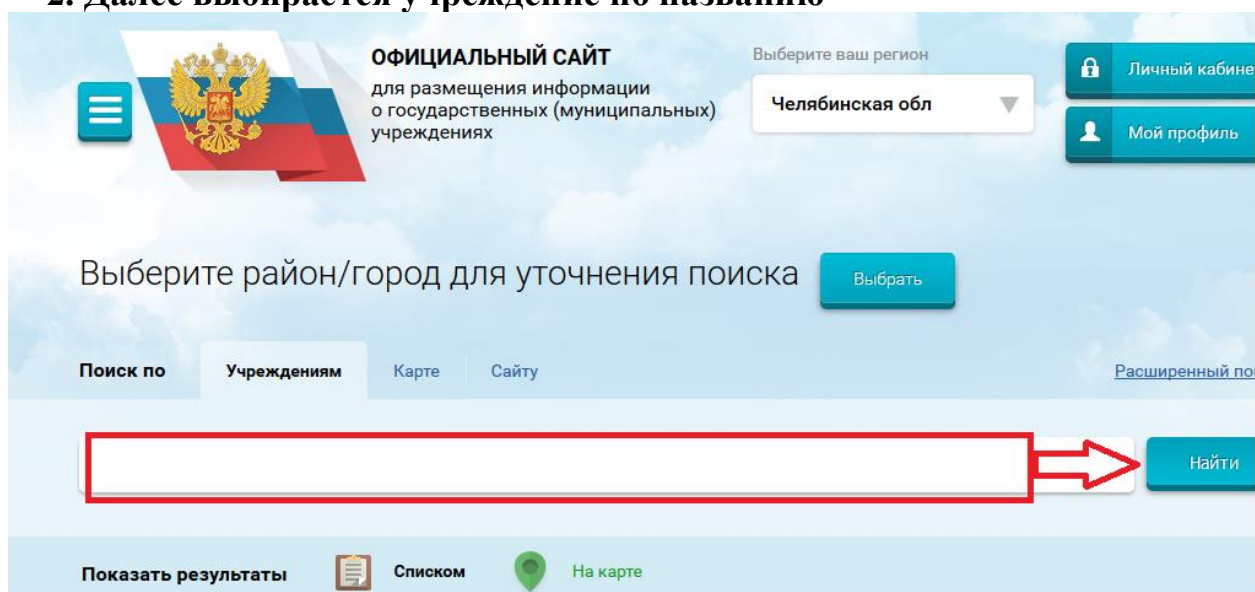 2. Далее выбирается учреждение по названию
ОФИЦИАЛЬНЫЙ САЙТ
для размещения информации
о государственных (муниципальных)
учреждениях
Выберите ваш регион
Челябинская обл
Личный кабине
Мой профиль
Выберите район/город для уточнения поиска
Выбрать
Поиск по Учреждениям Карте Сайту
Расширенный по
Найти
Показать результаты Списком На карте